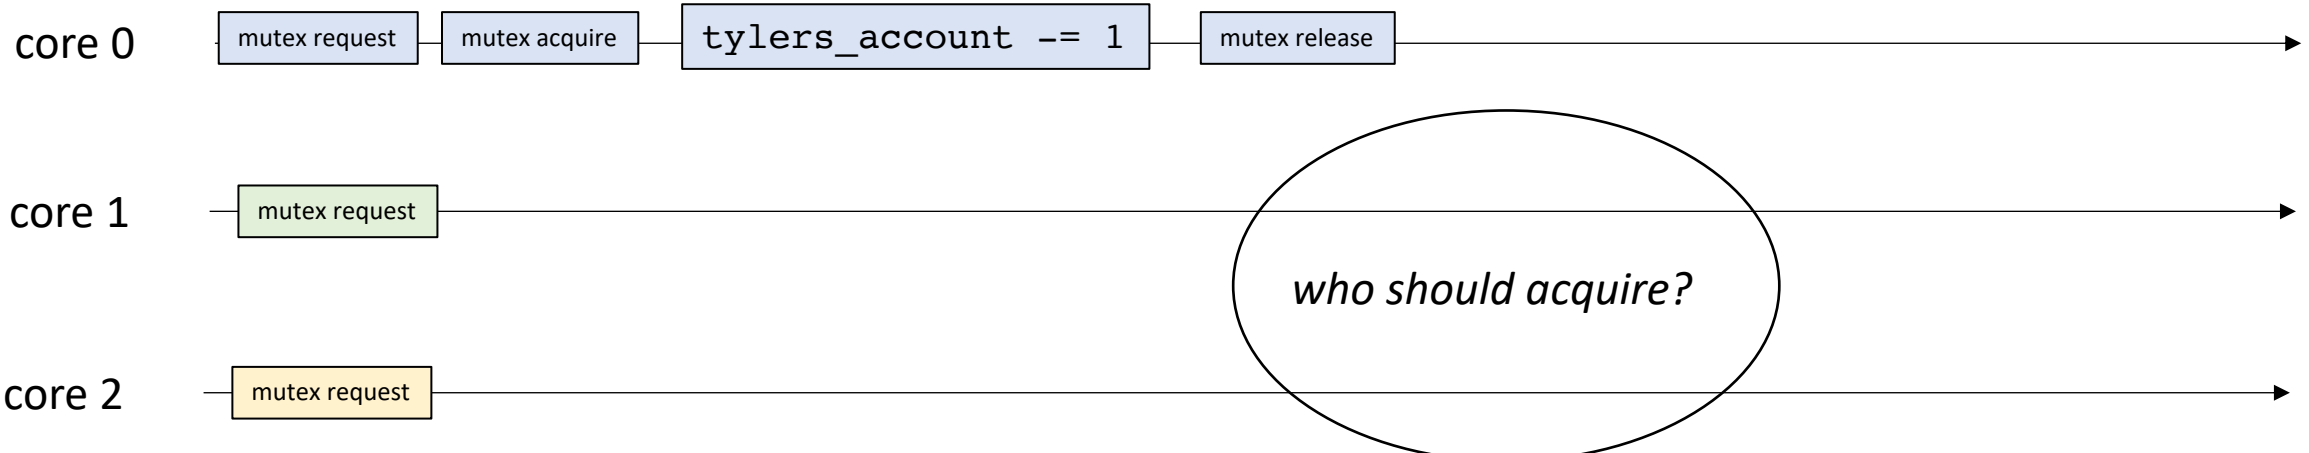 core 0
mutex request
mutex acquire
tylers_account -= 1
mutex release
core 1
mutex request
who should acquire?
core 2
mutex request